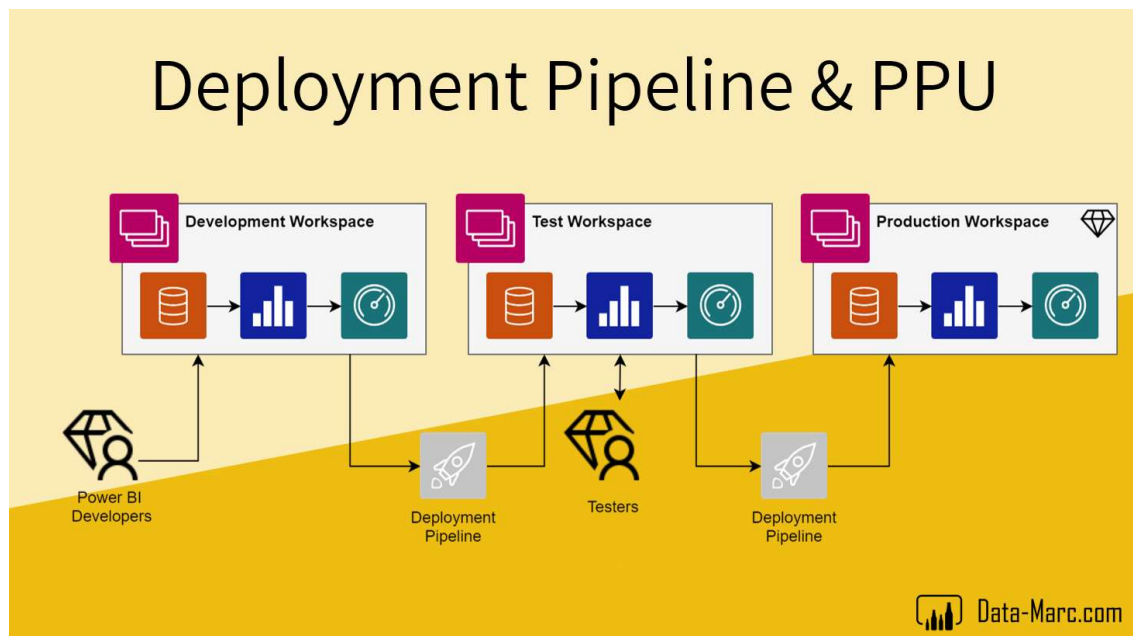 Deployment Pipeline & PPU
Development Workspace
Test Workspace
Production Workspace
Power BI
Developers
Deployment
Pipeline
Testers
Deployment
Pipeline
Data-Marc.com